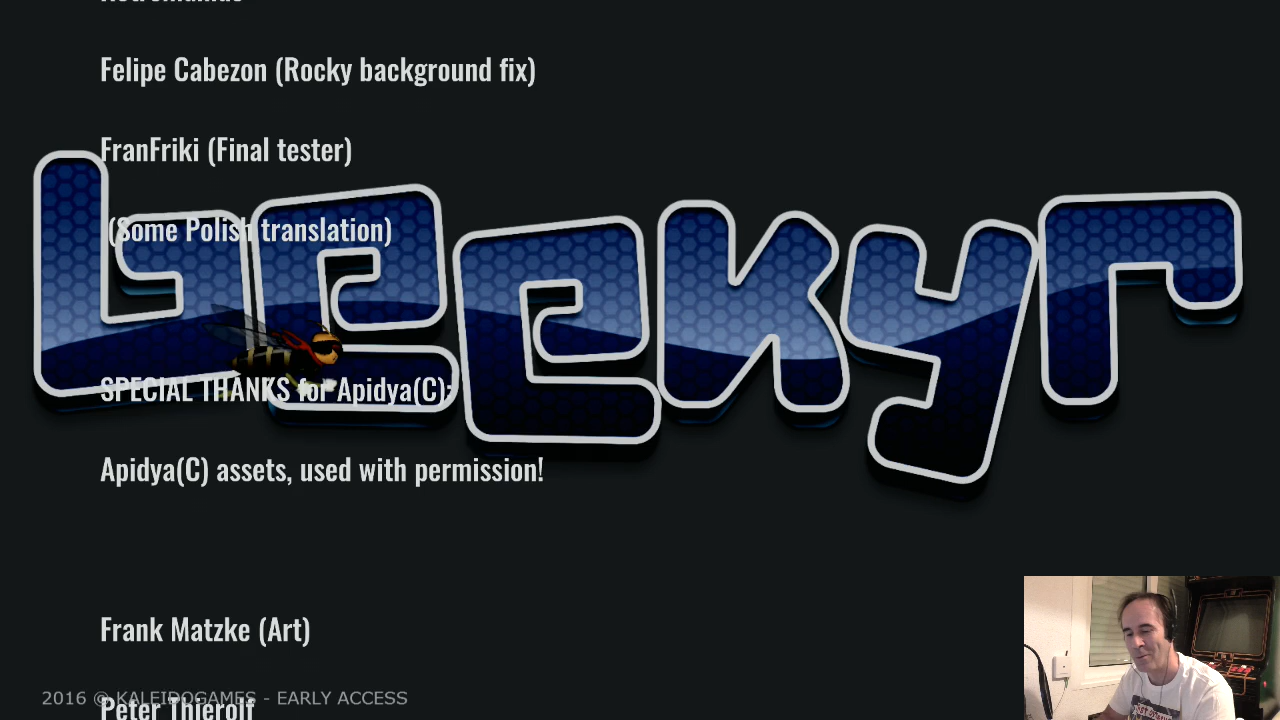 Felipe Cabezon (Rocky background fix)
FranFriki (Final tester)
(Some Polish translation)
beekyr
SPECIAL THANKS for Apidya(C):
Apidya(C) assets, used with permission!
Frank Matzke (Art)
2016 © KALEIDOGAMES - EARLY ACCESS
Peter Thierolf